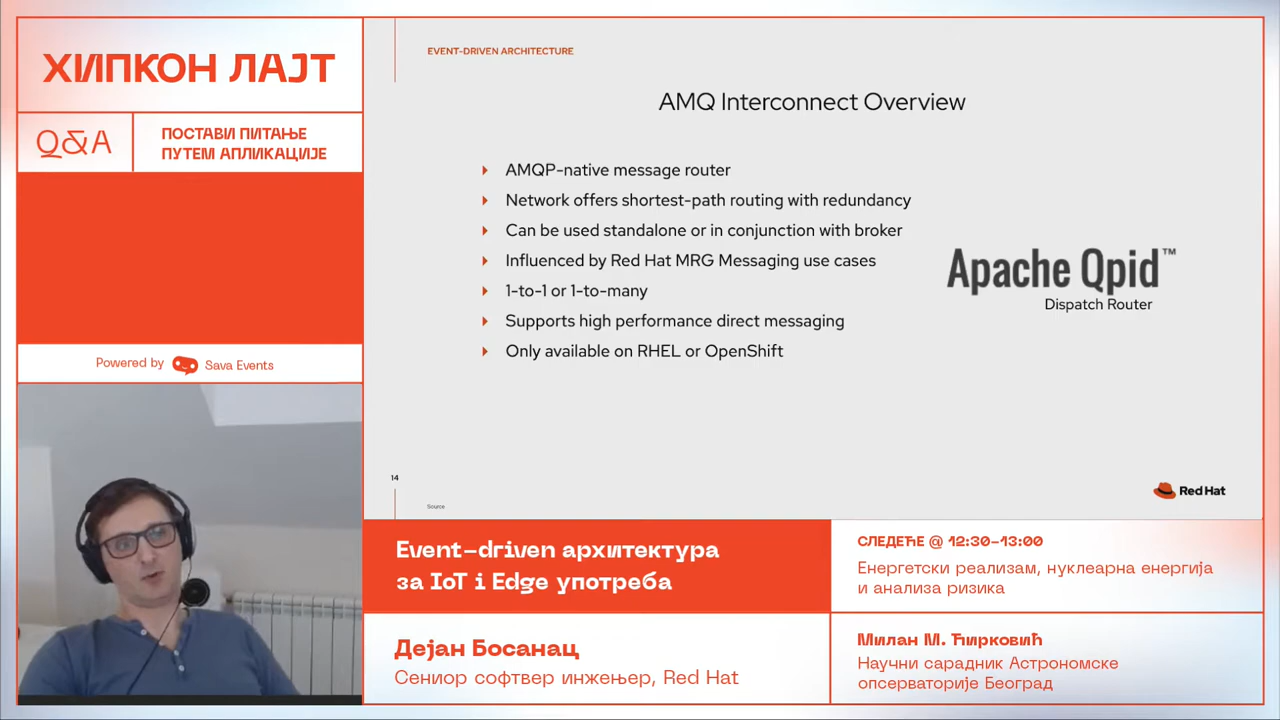 ХИПКОН ЛАЈТ
Q&A
ПОСТАВИ ПИТАЊЕ
ПУТЕМ АПЛИКАЦИЈЕ
Powered by Sava Events
EVENT-DRIVEN ARCHITECTURE
AMQ Interconnect Overview
AMQP-native message router
Network offers shortest-path routing with redundancy
Can be used standalone or in conjunction with broker
Influenced by Red Hat MRG Messaging use cases
1-to-1 or 1-to-many
Supports high performance direct messaging
Only available on RHEL or OpenShift
Apache Qpid™
Dispatch Router
14
Source
Red Hat
Event-driven архитектура
за IoT i Edge употреба
Дејан Босанац
Сениор софтвер инжењер, Red Hat
СЛЕДЕЋЕ @ 12:30-13:00
Енергетски реализам, нуклеарна енергија
и анализа ризика
Милан М. Ћирковић
Научни сарадник Астрономске
опсерваторије Београд